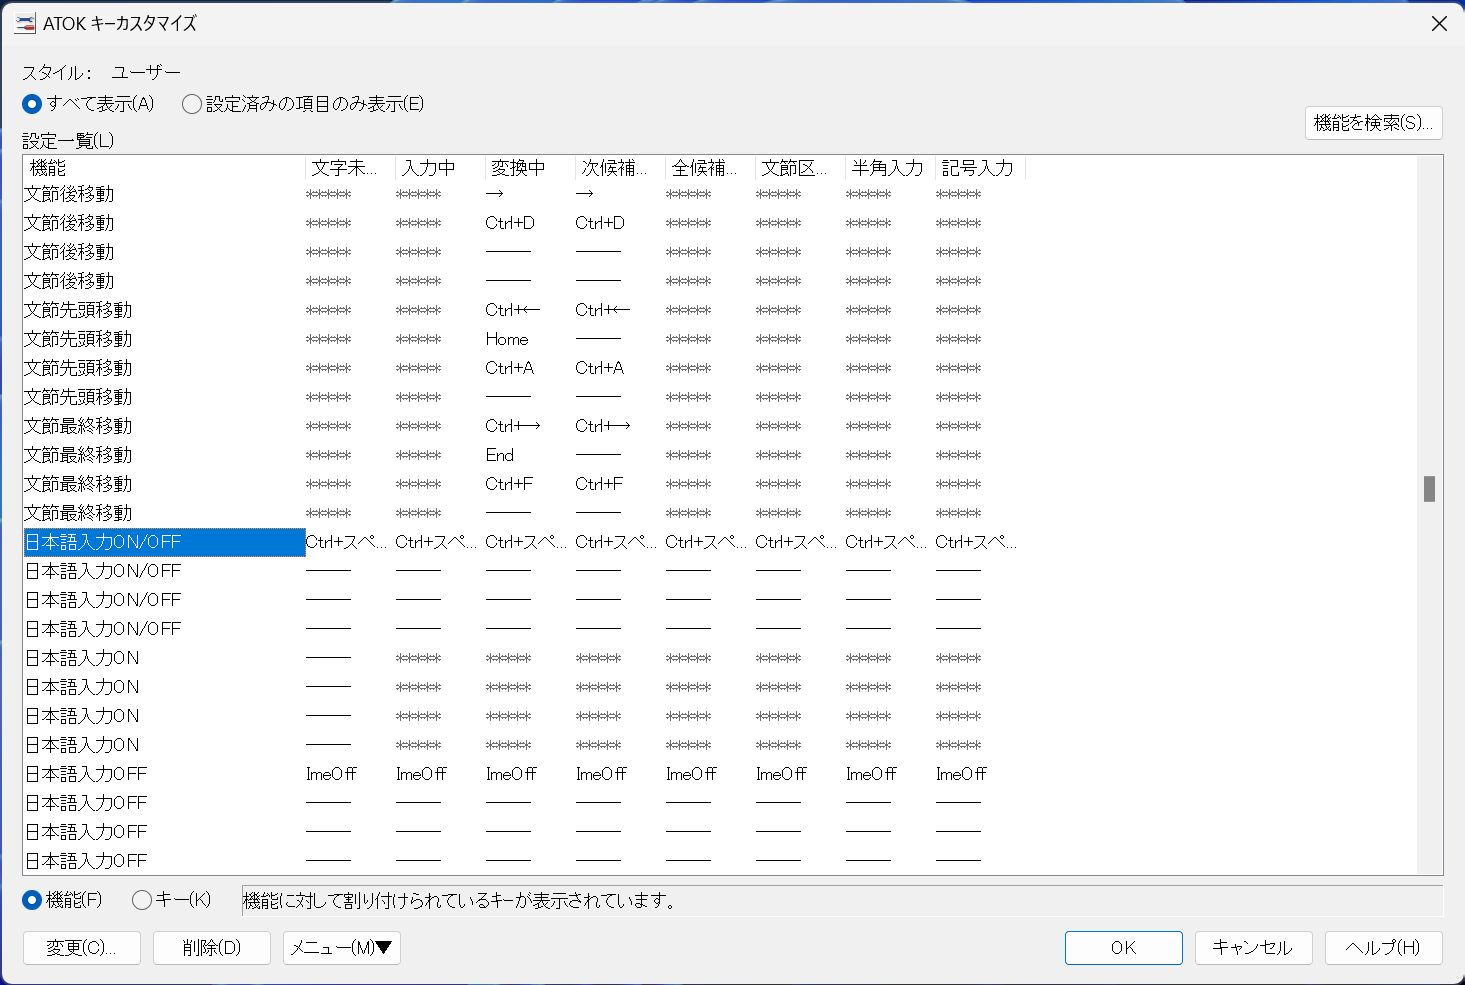 ATOK キーカスタマイズ
スタイル： ユーザー
すべて表示(A) 設定済みの項目のみ表示(E)
機能を検索(S)...
設定一覧(L)
機能 文字未... 入力中 変換中 次候補... 全候補... 文節区... 半角入力 記号入力
文節後移動 ***** ***** → → ***** ***** ***** *****
文節後移動 ***** ***** Ctrl+D Ctrl+D ***** ***** ***** *****
文節後移動 ***** ***** ――― ――― ***** ***** ***** *****
文節後移動 ***** ***** ――― ――― ***** ***** ***** *****
文節先頭移動 ***** ***** Ctrl+← Ctrl+← ***** ***** ***** *****
文節先頭移動 ***** ***** Home ――― ***** ***** ***** *****
文節先頭移動 ***** ***** Ctrl+A Ctrl+A ***** ***** ***** *****
文節先頭移動 ***** ***** ――― ――― ***** ***** ***** *****
文節最終移動 ***** ***** Ctrl+→ Ctrl+→ ***** ***** ***** *****
文節最終移動 ***** ***** End ――― ***** ***** ***** *****
文節最終移動 ***** ***** Ctrl+F Ctrl+F ***** ***** ***** *****
文節最終移動 ***** ***** ――― ――― ***** ***** ***** *****
日本語入力ON/OFF Ctrl+スペ... Ctrl+スペ... Ctrl+スペ... Ctrl+スペ... Ctrl+スペ... Ctrl+スペ... Ctrl+スペ... Ctrl+スペ...
日本語入力ON/OFF ――― ――― ――― ――― ――― ――― ――― ―――
日本語入力ON/OFF ――― ――― ――― ――― ――― ――― ――― ―――
日本語入力ON/OFF ――― ――― ――― ――― ――― ――― ――― ―――
日本語入力ON ――― ***** ***** ***** ***** ***** ***** *****
日本語入力ON ――― ***** ***** ***** ***** ***** ***** *****
日本語入力ON ――― ***** ***** ***** ***** ***** ***** *****
日本語入力ON ――― ***** ***** ***** ***** ***** ***** *****
日本語入力OFF ImeOff ImeOff ImeOff ImeOff ImeOff ImeOff ImeOff ImeOff
日本語入力OFF ――― ――― ――― ――― ――― ――― ――― ―――
日本語入力OFF ――― ――― ――― ――― ――― ――― ――― ―――
日本語入力OFF ――― ――― ――― ――― ――― ――― ――― ―――
機能(F) キー(K) 機能に対して割り付けられているキーが表示されています。
変更(C)... 削除(D) メニュー(M)▼ OK キャンセル ヘルプ(H)